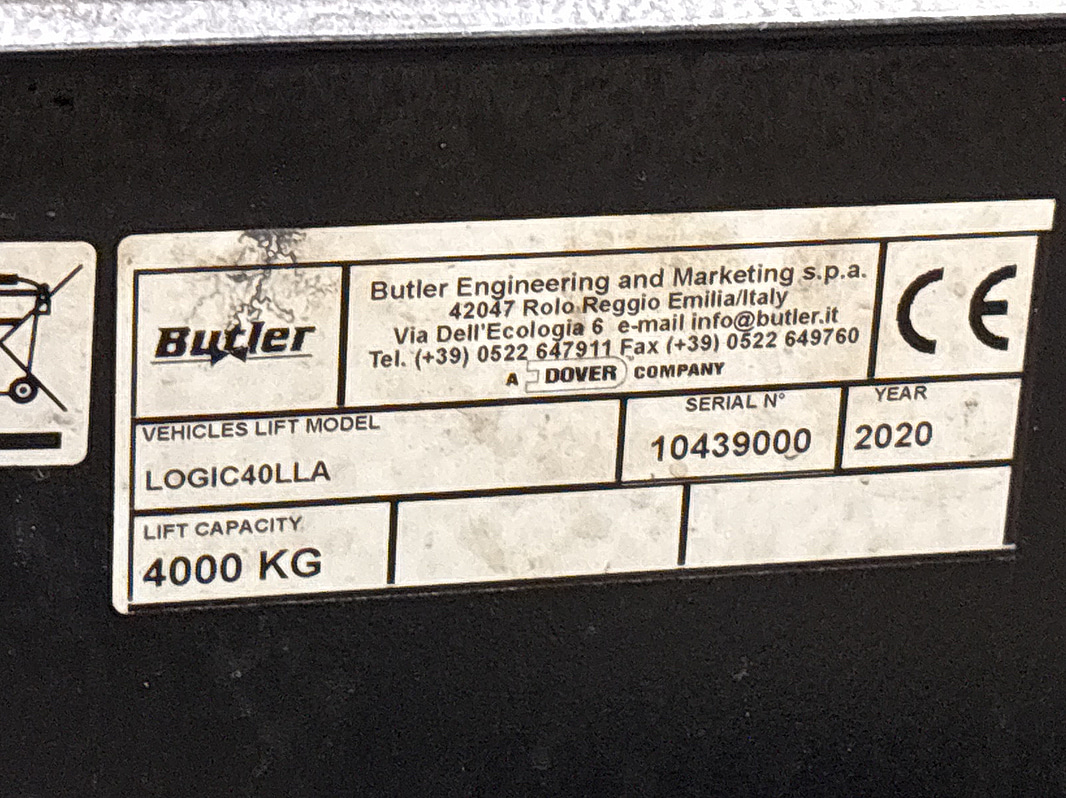 Butler
Butler Engineering and Marketing s.p.a.
42047 Rolo Reggio Emilia/Italy
Via Dell'Ecologia 6 e-mail info@butler.it
Tel. (+39) 0522 647911 Fax (+39) 0522 649760
A DOVER COMPANY
CE
VEHICLES LIFT MODEL
LOGIC40LLA
SERIAL N°
10439000
YEAR
2020
LIFT CAPACITY
4000 KG